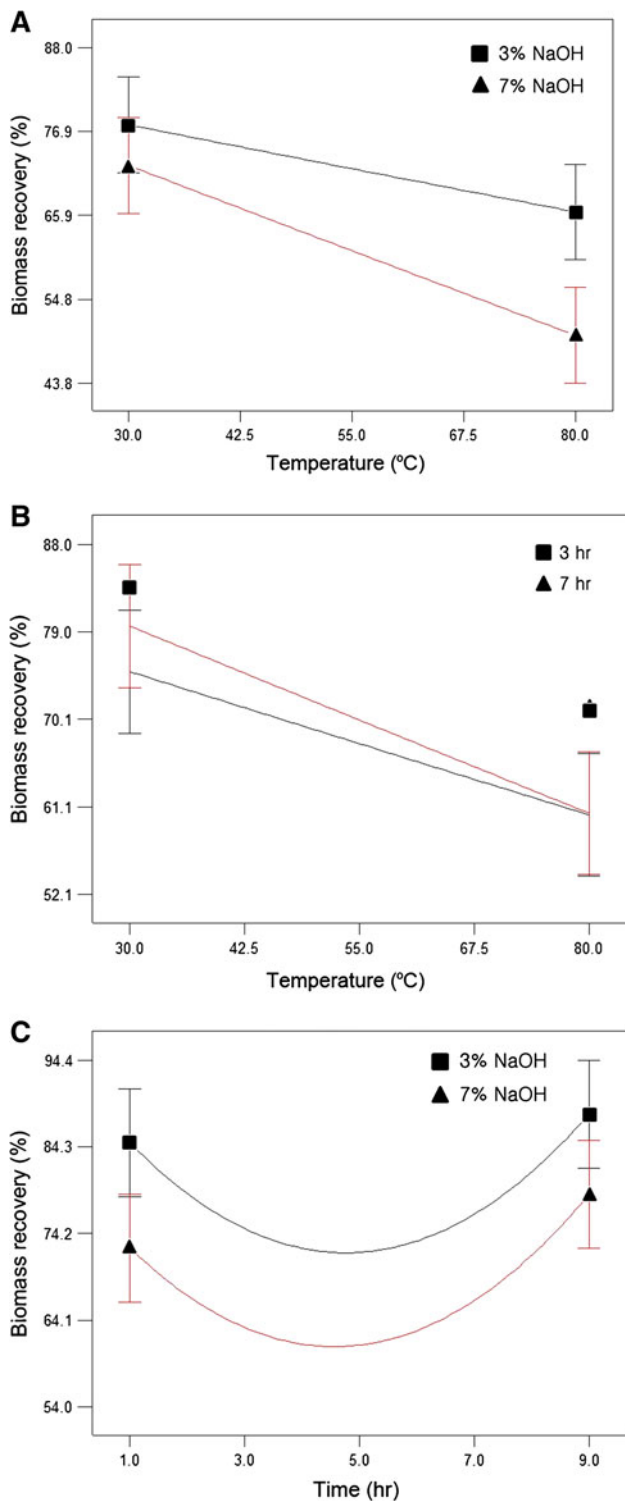 A
Biomass recovery (%)
88.0
76.9
65.9
54.8
43.8
■ 3% NaOH
▲ 7% NaOH
30.0 42.5 55.0 67.5 80.0
Temperature (ºC)
B
Biomass recovery (%)
88.0
79.0
70.1
61.1
52.1
■ 3 hr
▲ 7 hr
30.0 42.5 55.0 67.5 80.0
Temperature (ºC)
C
Biomass recovery (%)
94.4
84.3
74.2
64.1
54.0
■ 3% NaOH
▲ 7% NaOH
1.0 3.0 5.0 7.0 9.0
Time (hr)